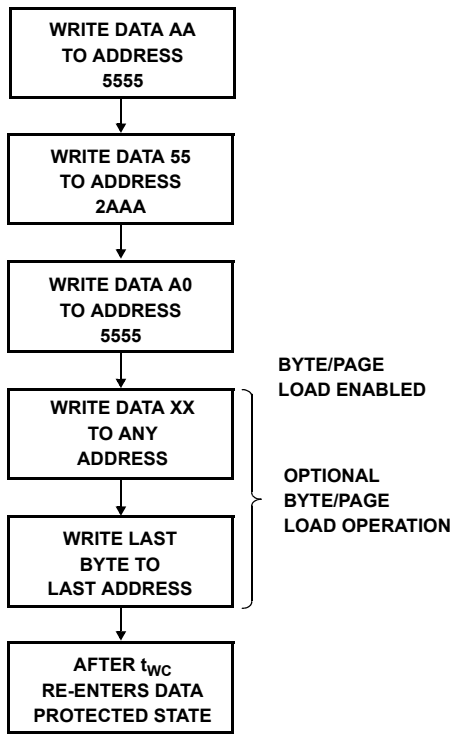 WRITE DATA AA
TO ADDRESS
5555
WRITE DATA 55
TO ADDRESS
2AAA
WRITE DATA A0
TO ADDRESS
5555
BYTE/PAGE
LOAD ENABLED
WRITE DATA XX
TO ANY
ADDRESS
OPTIONAL
BYTE/PAGE
LOAD OPERATION
WRITE LAST
BYTE TO
LAST ADDRESS
AFTER tWC
RE-ENTERS DATA
PROTECTED STATE